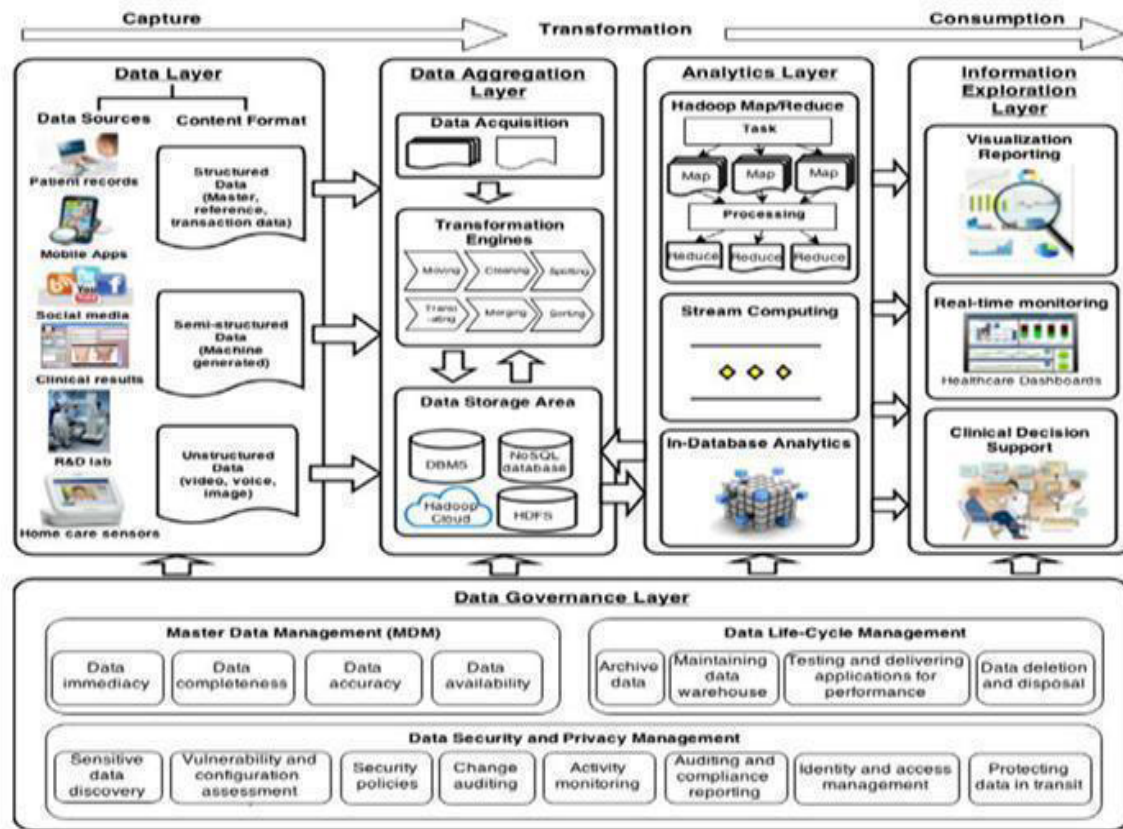 Capture
Transformation
Consumption
Data Layer
Data Sources
Content Format
Patient records
Mobile Apps
Social media
Clinical results
R&D lab
Home care sensors
Structured
Data
(Master,
reference,
transaction data)
Semi-structured
Data
(Machine
generated)
Unstructured
Data
(video, voice,
image)
Data Aggregation
Layer
Data Acquisition
Transformation
Engines
Moving
Cleaning
Splitting
Transl
-ating
Merging
Sorting
Data Storage Area
DBMS
NoSQL
database
Hadoop
Cloud
HDFS
Analytics Layer
Hadoop Map/Reduce
Task
Map
Map
Map
Processing
Reduce
Reduce
Reduce
Stream Computing
In-Database Analytics
Information
Exploration
Layer
Visualization
Reporting
Real-time monitoring
Healthcare Dashboards
Clinical Decision
Support
Data Governance Layer
Master Data Management (MDM)
Data
immediacy
Data
completeness
Data
accuracy
Data
availability
Data Life-Cycle Management
Archive
data
Maintaining
data
warehouse
Testing and delivering
applications for
performance
Data deletion
and disposal
Data Security and Privacy Management
Sensitive
data
discovery
Vulnerability and
configuration
assessment
Security
policies
Change
auditing
Activity
monitoring
Auditing and
compliance
reporting
Identity and access
management
Protecting
data in transit